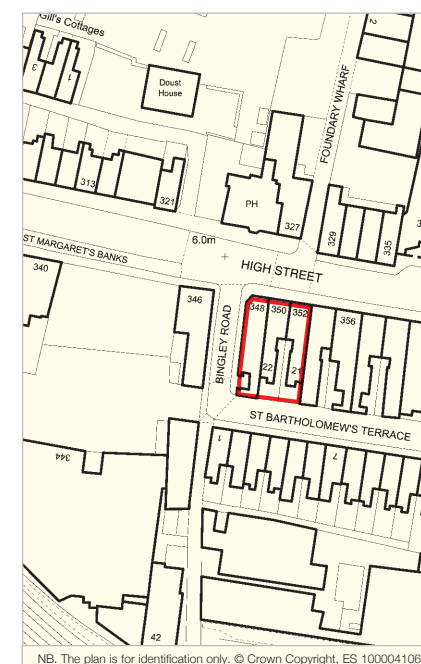 Gill's Cottages
3
1
Doust
House
2
FOUNDARY WHARF
313
321
PH
327
329
335
6.0m
HIGH STREET
ST MARGARET'S BANKS
340
346
BINGLEY ROAD
348
350
352
356
22
21
ST BARTHOLOMEW'S TERRACE
1
7
344
42
NB. The plan is for identification only. © Crown Copyright, ES 100004106